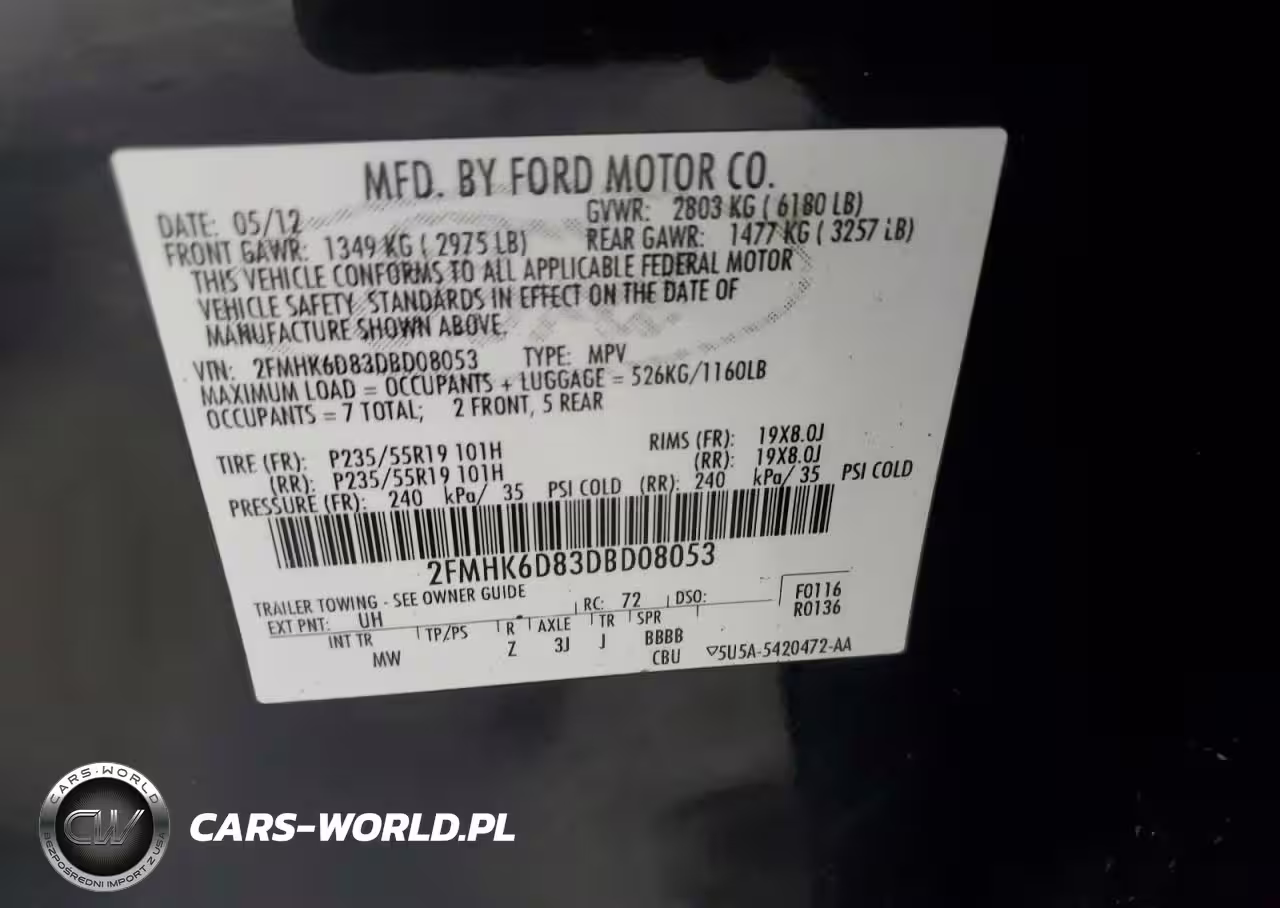 MFD. BY FORD MOTOR CO.
DATE: 05/12 GVWR: 2803 KG ( 6180 LB)
FRONT GAWR: 1349 KG ( 2975 LB) REAR GAWR: 1477 KG ( 3257 LB)
THIS VEHICLE CONFORMS TO ALL APPLICABLE FEDERAL MOTOR
VEHICLE SAFETY STANDARDS IN EFFECT ON THE DATE OF
MANUFACTURE SHOWN ABOVE.
VIN: 2FMHK6D83DBD08053 TYPE: MPV
MAXIMUM LOAD = OCCUPANTS + LUGGAGE = 526KG/1160LB
OCCUPANTS = 7 TOTAL; 2 FRONT, 5 REAR
TIRE (FR): P235/55R19 101H RIMS (FR): 19X8.0J
(RR): P235/55R19 101H (RR): 19X8.0J
PRESSURE (FR): 240 kPa/ 35 PSI COLD (RR): 240 kPa/ 35 PSI COLD
2FMHK6D83DBD08053
TRAILER TOWING - SEE OWNER GUIDE
EXT PNT: UH RC: 72 DSO: F0116
R0136
INT TR TP/PS R AXLE TR SPR
MW Z 3J J BBBB
CBU ▽5U5A-5420472-AA
CARS-WORLD
CW
BEZPOŚREDNI IMPORT Z USA
CARS-WORLD.PL